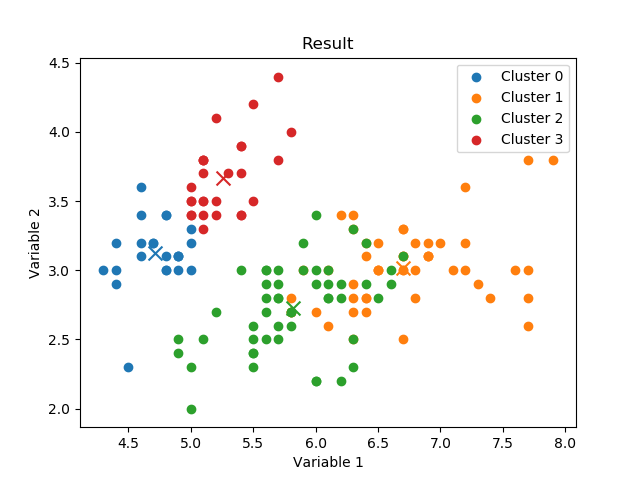 Result
Cluster 0
Cluster 1
Cluster 2
Cluster 3
4.5
4.0
3.5
3.0
2.5
2.0
Variable 2
4.5 5.0 5.5 6.0 6.5 7.0 7.5 8.0
Variable 1